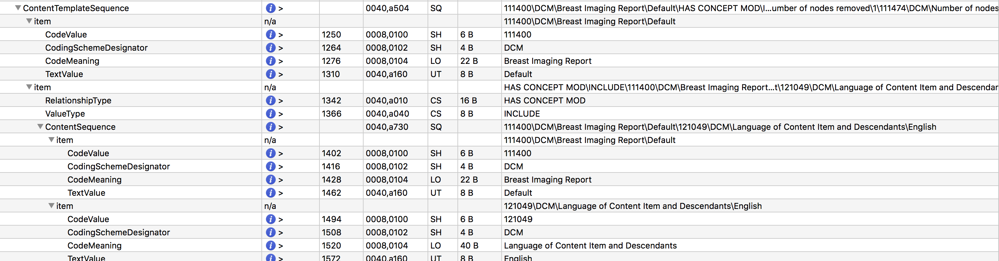 ContentTemplateSequence i > 0040,a504 SQ 111400\DCM\Breast Imaging Report\Default\HAS CONCEPT MOD\I...umber of nodes removed\1\111474\DCM\Number of nodes
item n/a 111400\DCM\Breast Imaging Report\Default
CodeValue i > 1250 0008,0100 SH 6 B 111400
CodingSchemeDesignator i > 1264 0008,0102 SH 4 B DCM
CodeMeaning i > 1276 0008,0104 LO 22 B Breast Imaging Report
TextValue i > 1310 0040,a160 UT 8 B Default
item n/a HAS CONCEPT MOD\INCLUDE\111400\DCM\Breast Imaging Report...t\121049\DCM\Language of Content Item and Descendar
RelationshipType i > 1342 0040,a010 CS 16 B HAS CONCEPT MOD
ValueType i > 1366 0040,a040 CS 8 B INCLUDE
ContentSequence i > 0040,a730 SQ 111400\DCM\Breast Imaging Report\Default\121049\DCM\Language of Content Item and Descendants\English
item n/a 111400\DCM\Breast Imaging Report\Default
CodeValue i > 1402 0008,0100 SH 6 B 111400
CodingSchemeDesignator i > 1416 0008,0102 SH 4 B DCM
CodeMeaning i > 1428 0008,0104 LO 22 B Breast Imaging Report
TextValue i > 1462 0040,a160 UT 8 B Default
item n/a 121049\DCM\Language of Content Item and Descendants\English
CodeValue i > 1494 0008,0100 SH 6 B 121049
CodingSchemeDesignator i > 1508 0008,0102 SH 4 B DCM
CodeMeaning i > 1520 0008,0104 LO 40 B Language of Content Item and Descendants
TextValue i > 1572 0040,a160 UT 8 B English